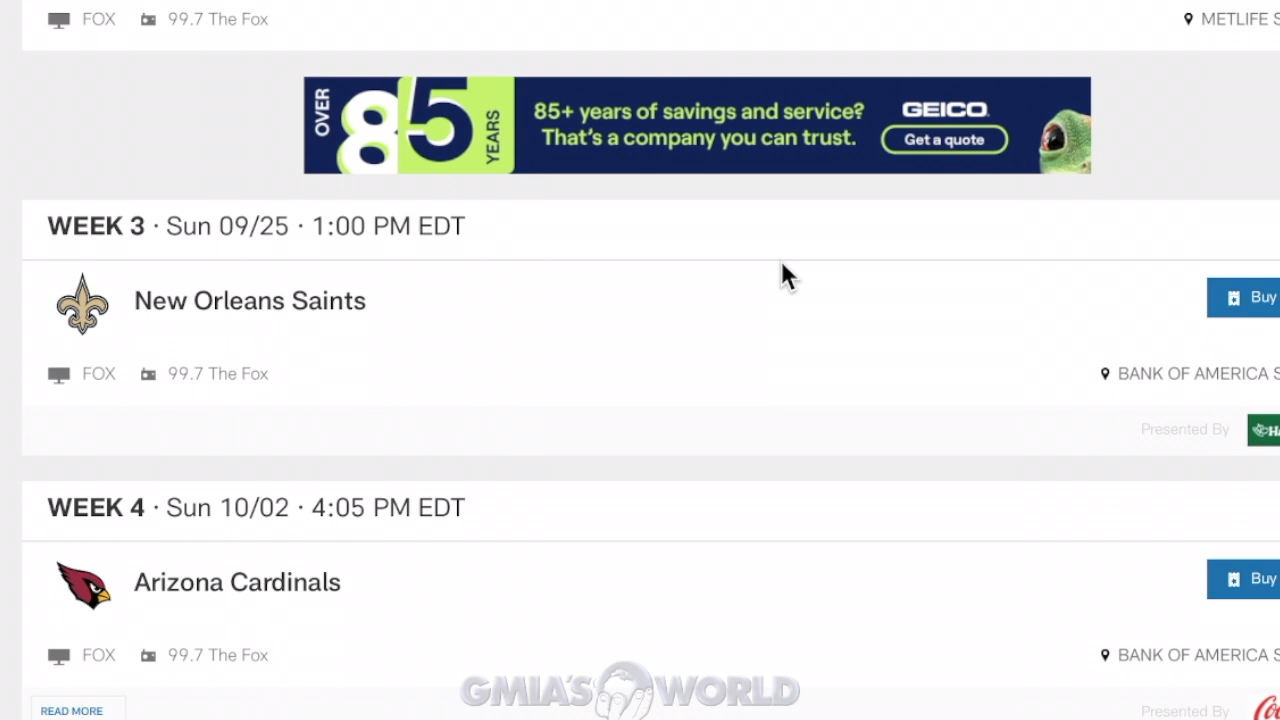 FOX 99.7 The Fox METLIFE S
OVER 85 YEARS
85+ years of savings and service?
That's a company you can trust.
GEICO
Get a quote
WEEK 3 · Sun 09/25 · 1:00 PM EDT
New Orleans Saints Buy
FOX 99.7 The Fox BANK OF AMERICA S
Presented By HA
WEEK 4 · Sun 10/02 · 4:05 PM EDT
Arizona Cardinals Buy
FOX 99.7 The Fox BANK OF AMERICA S
GMIA'S WORLD
READ MORE Presented By Co